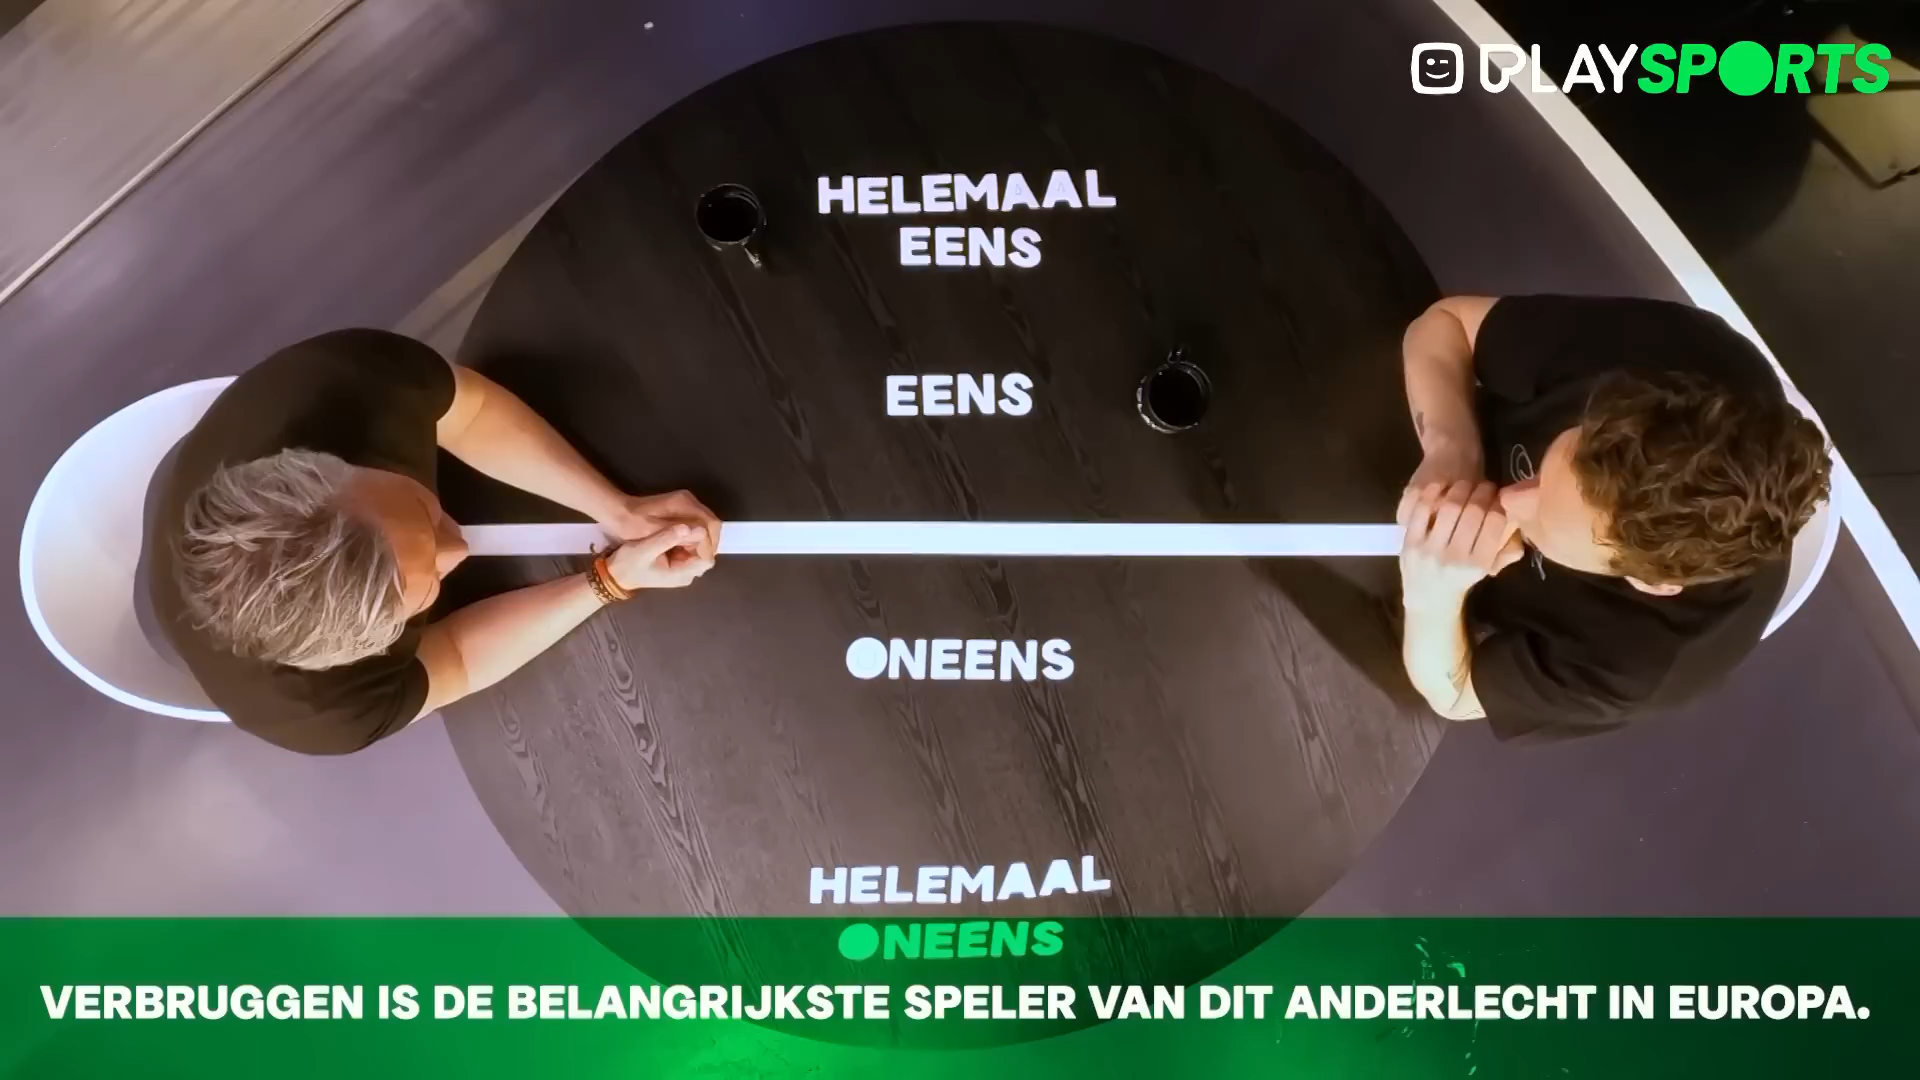 PLAYSPORTS
HELEMAAL
EENS
EENS
ONEENS
HELEMAAL
ONEENS
VERBRUGGEN IS DE BELANGRIJKSTE SPELER VAN DIT ANDERLECHT IN EUROPA.